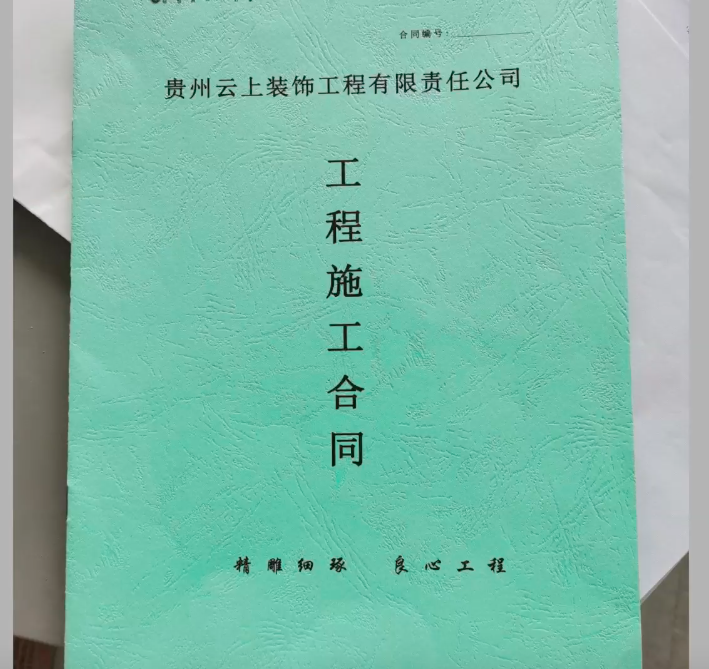 合同编号：
贵州云上装饰工程有限责任公司
工程施工合同
精雕细琢 良心工程